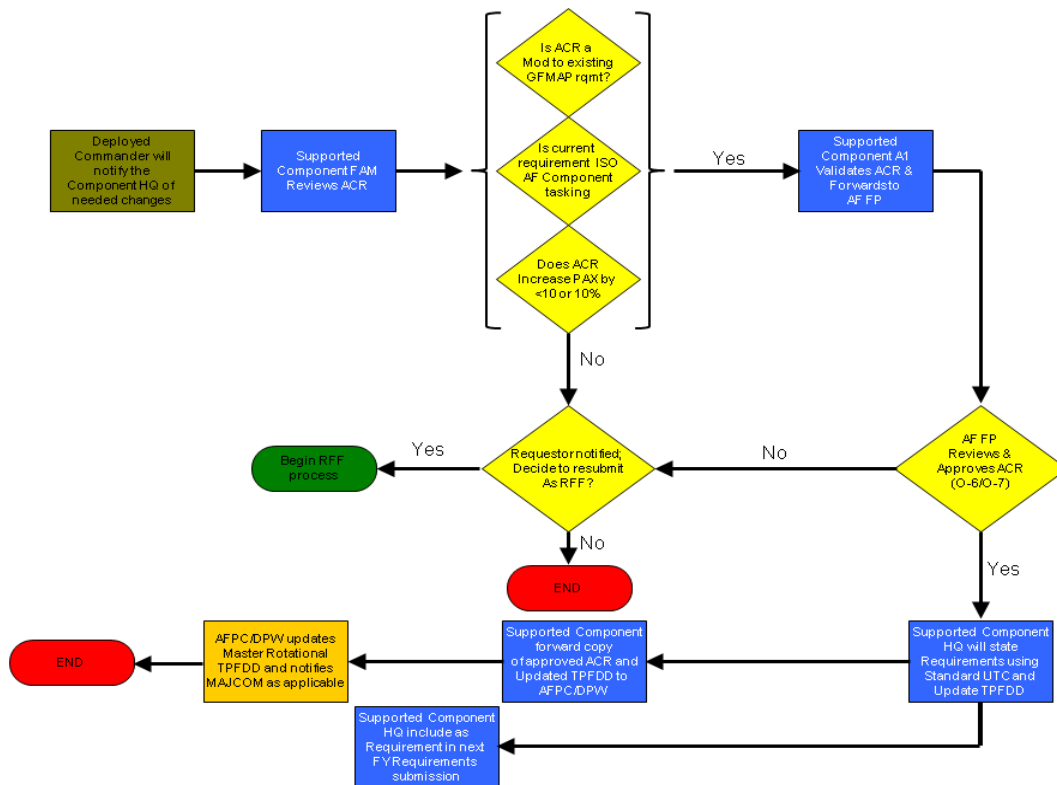 Is ACR a
Mod to existing
GFMAP rqmt?
Deployed
Commander will
notify the
Component HQ of
needed changes
Supported
Component FAM
Reviews ACR
Is current
requirement ISO
AF Component
tasking
Yes
Supported
Component A1
Validates ACR &
Forwards to
AFFP
Does ACR
Increase PAX by
<10 or 10%
No
Begin RFF
process
Yes
Requestor notified;
Decide to resubmit
As RFF?
No
AFFP
Reviews &
Approves ACR
(O-6/O-7)
No
END
Yes
END
AFPC/DPW updates
Master Rotational
TPFDD and notifies
MAJCOM as applicable
Supported Component
forward copy
of approved ACR and
Updated TPFDD to
AFPC/DPW
Supported Component
HQ will state
Requirements using
Standard UTC and
Update TPFDD
Supported Component
HQ include as
Requirement in next
FY Requirements
submission